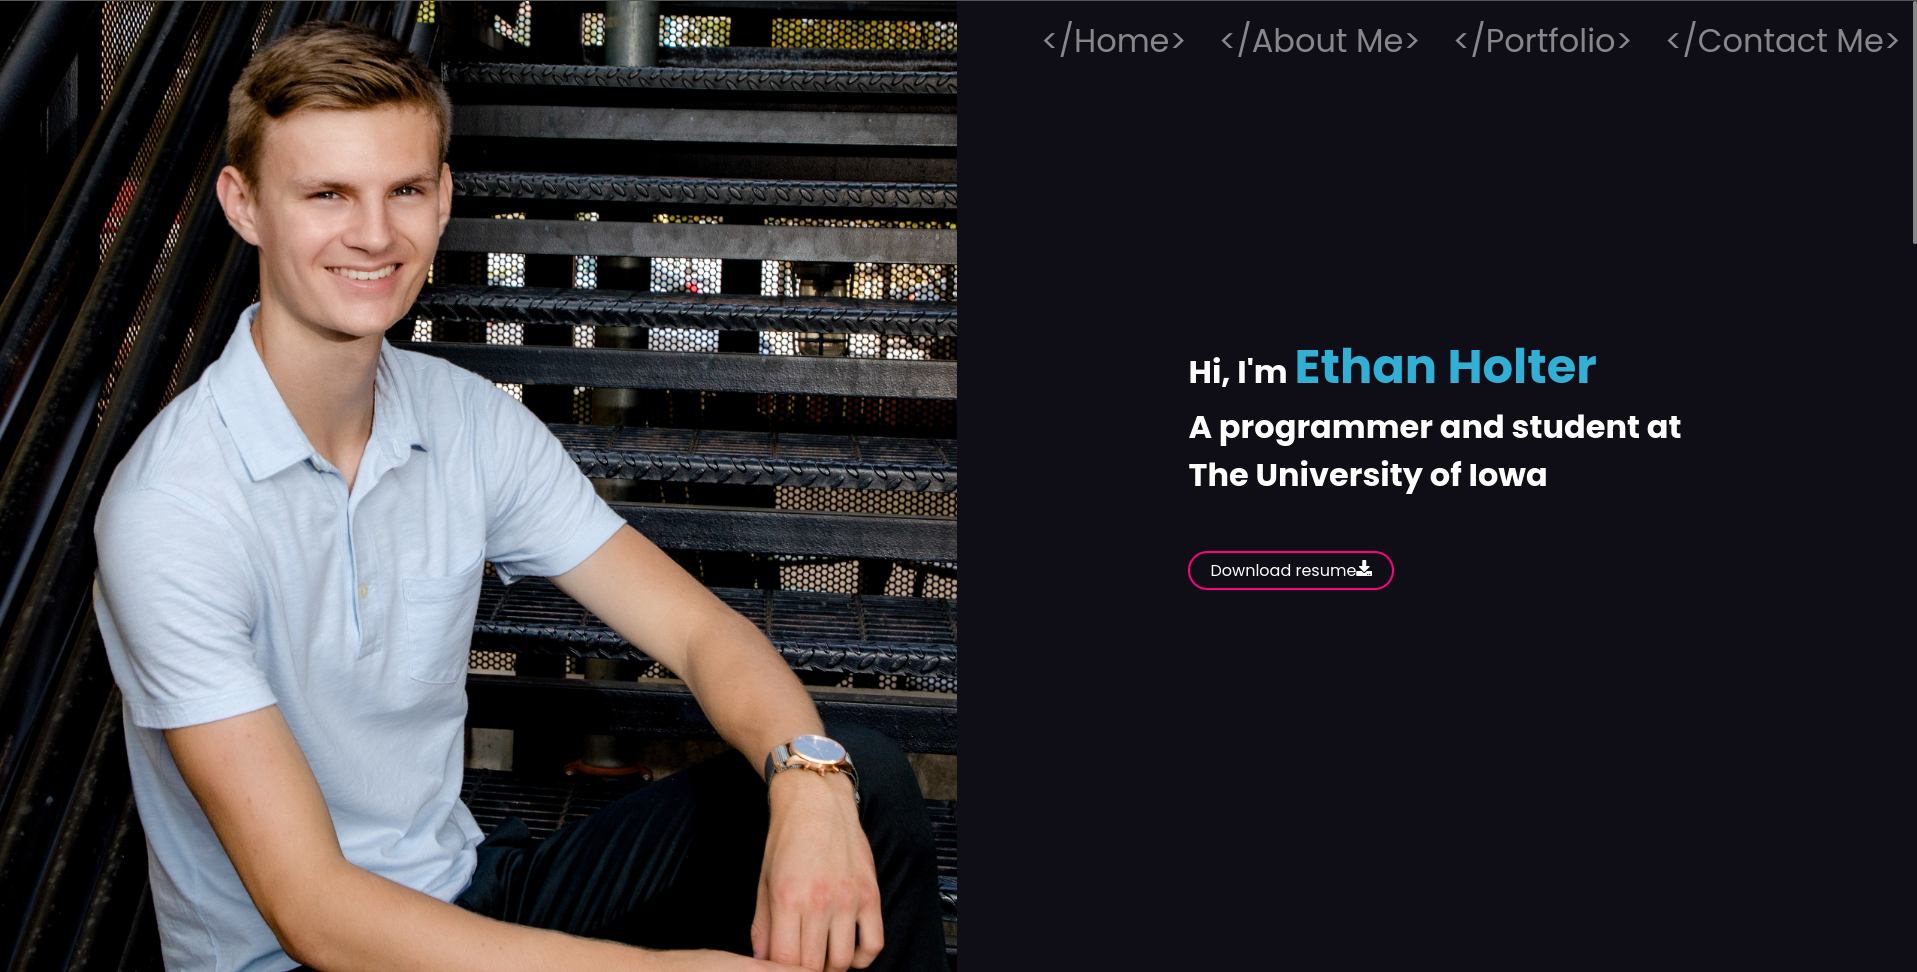 </Home> </About Me> </Portfolio> </Contact Me>
Hi, I'm Ethan Holter
A programmer and student at
The University of Iowa
Download resume